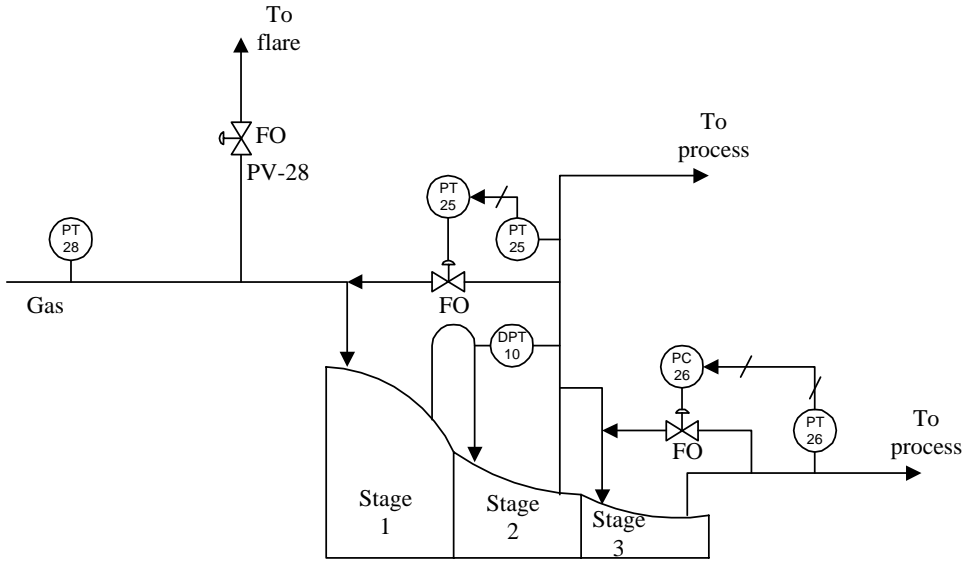 To
flare
FO
PV-28
To
process
PT
25
PT
25
PT
28
Gas
FO
DPT
10
PC
26
PT
26
To
process
FO
Stage
1
Stage
2
Stage
3